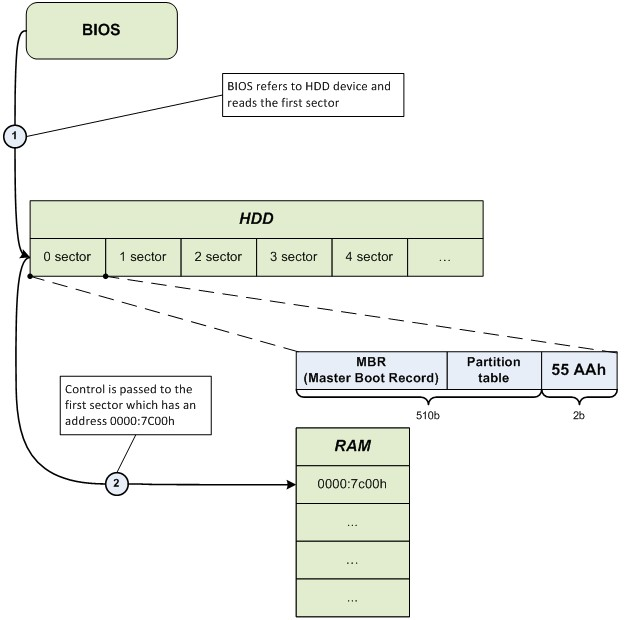 BIOS
BIOS refers to HDD device and
reads the first sector
1
HDD
0 sector
1 sector
2 sector
3 sector
4 sector
...
MBR
(Master Boot Record)
Partition
table
55 AAh
510b
2b
Control is passed to the
first sector which has an
address 0000:7C00h
2
RAM
0000:7c00h
...
...
...